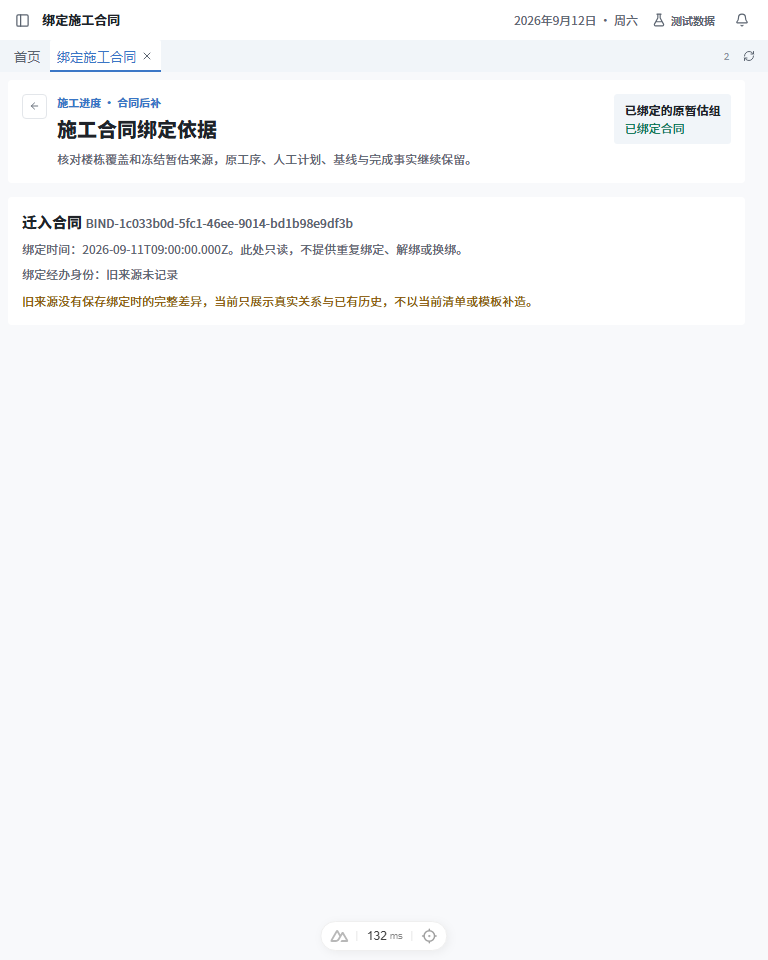 绑定施工合同
2026年9月12日 • 周六
测试数据
首页
绑定施工合同
2
施工进度 • 合同后补
施工合同绑定依据
核对楼栋覆盖和冻结暂估来源，原工序、人工计划、基线与完成事实继续保留。
已绑定的原暂估组
已绑定合同
迁入合同 BIND-1c033b0d-5fc1-46ee-9014-bd1b98e9df3b
绑定时间：2026-09-11T09:00:00.000Z。此处只读，不提供重复绑定、解绑或换绑。
绑定经办身份：旧来源未记录
旧来源没有保存绑定时的完整差异，当前只展示真实关系与已有历史，不以当前清单或模板补造。
132 ms